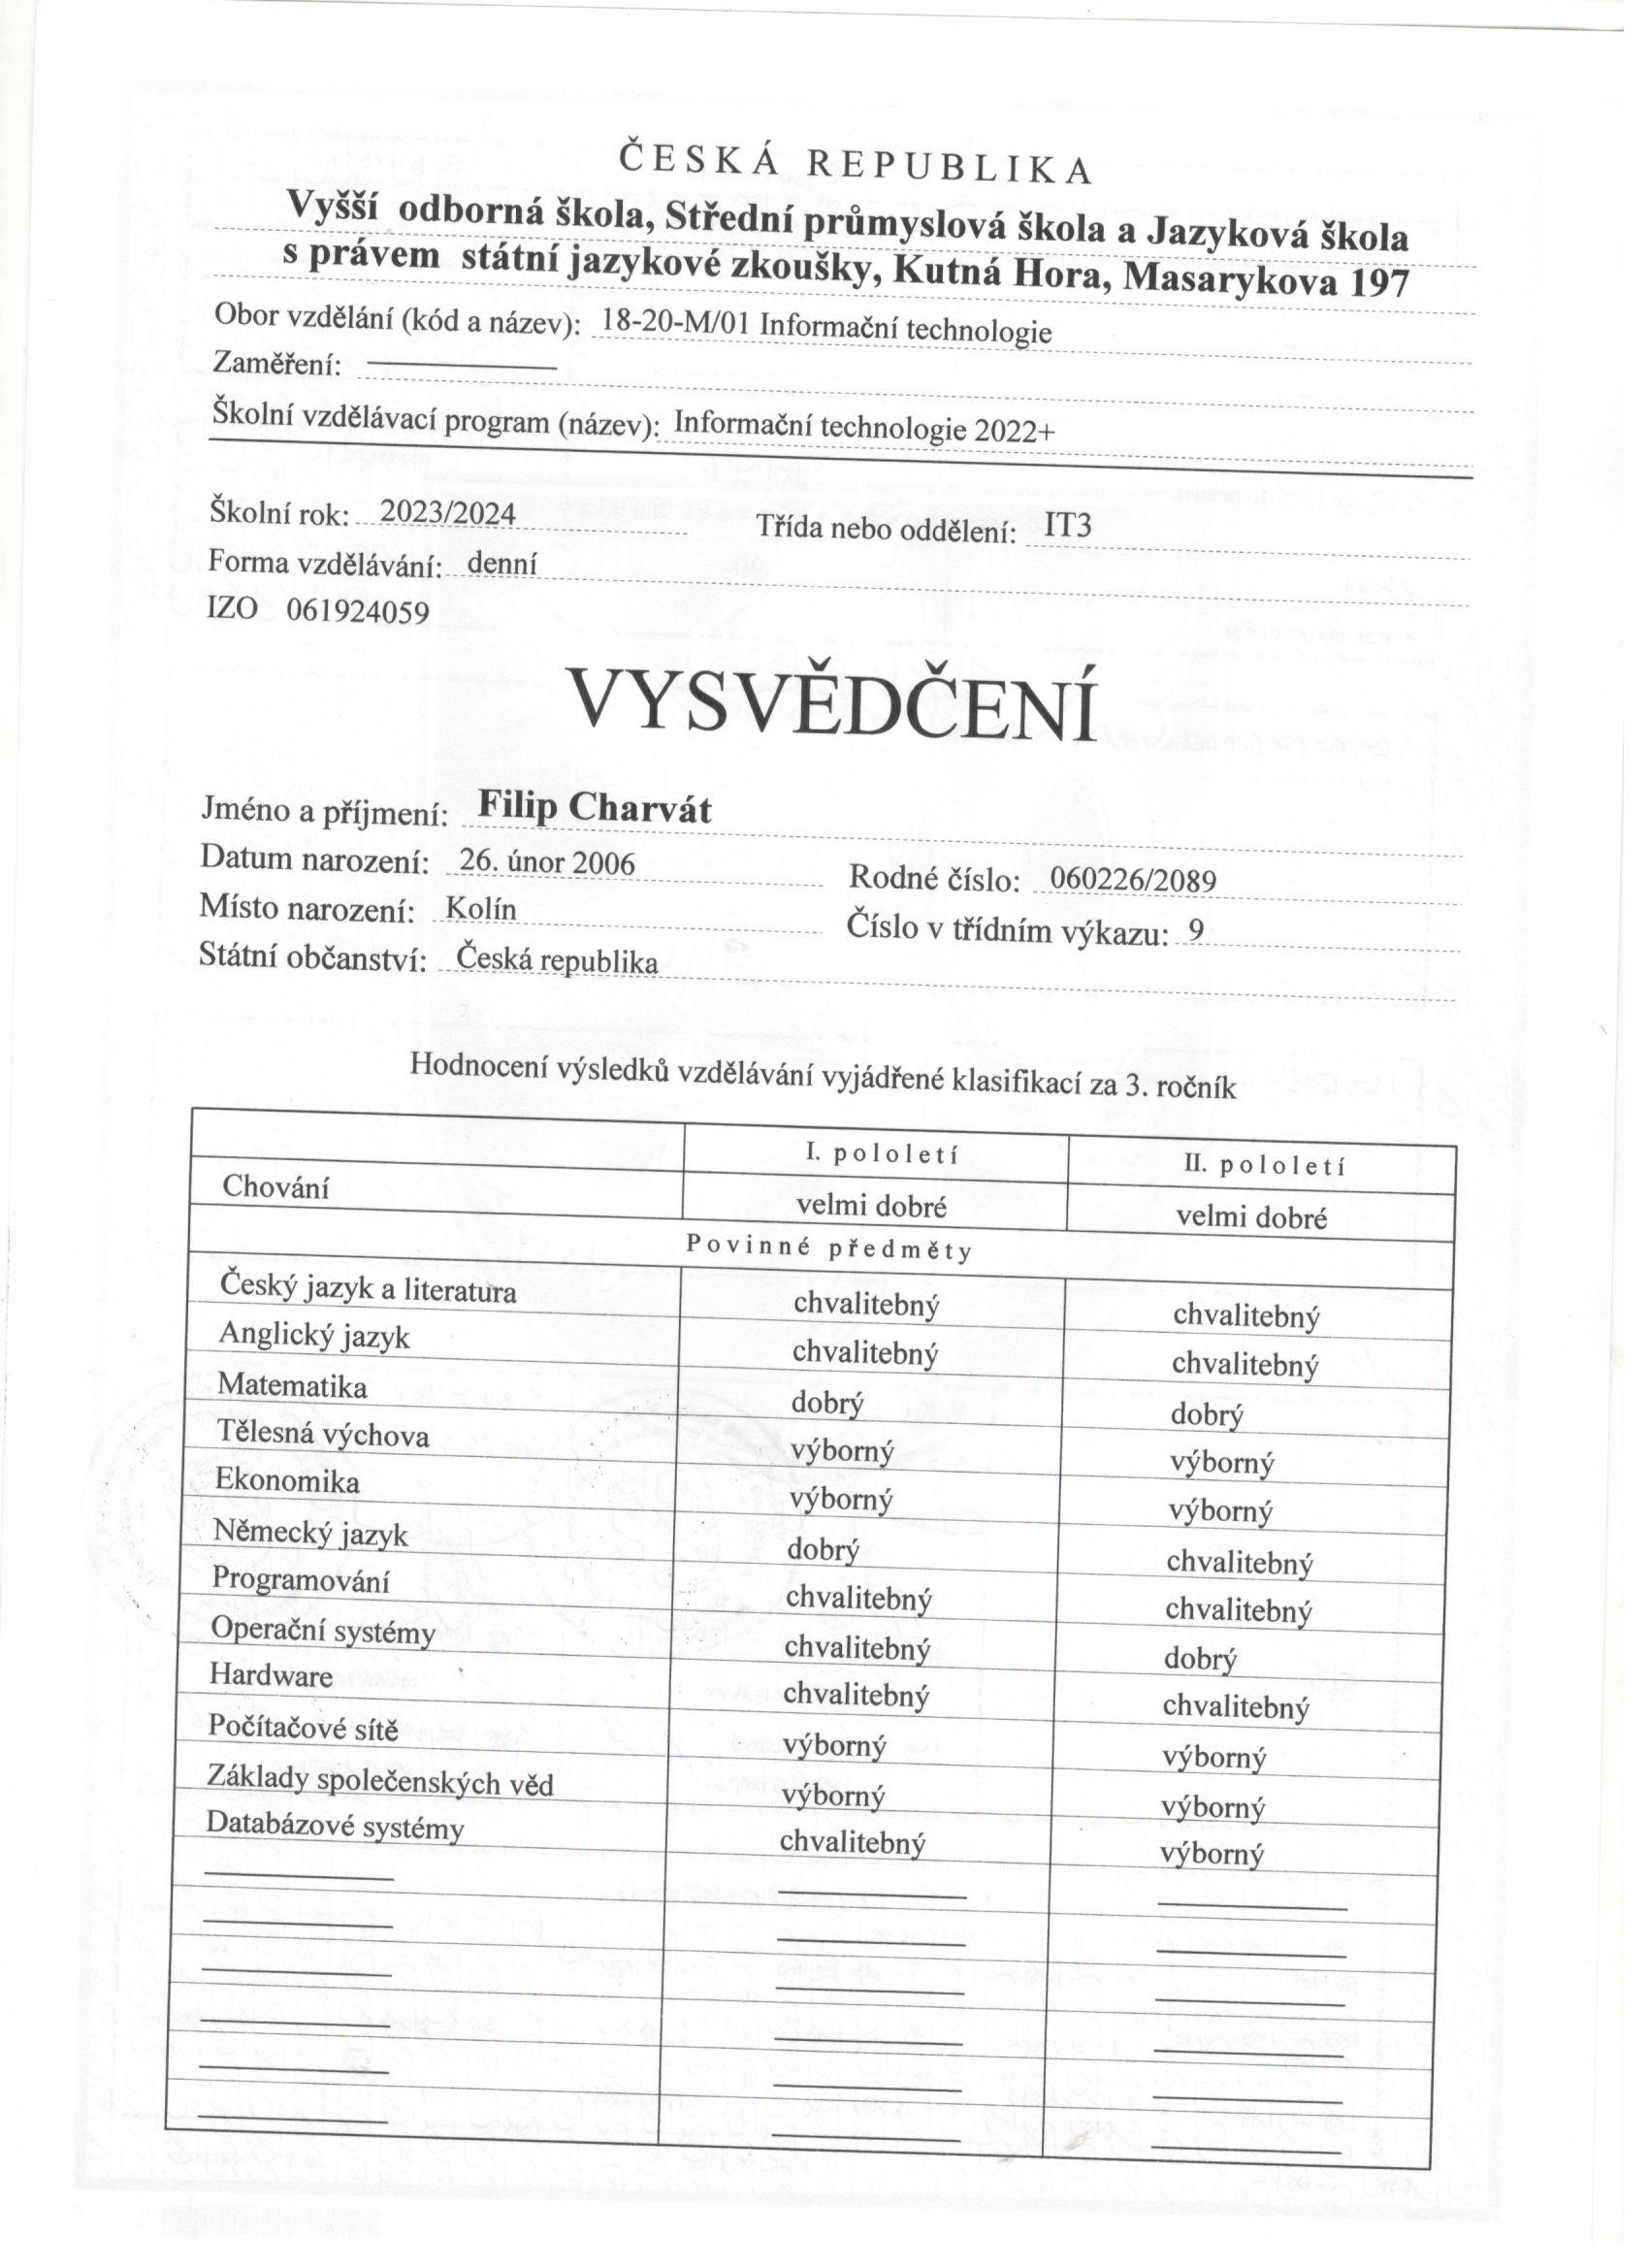 ČESKÁ REPUBLIKA
Vyšší odborná škola, Střední průmyslová škola a Jazyková škola
s právem státní jazykové zkoušky, Kutná Hora, Masarykova 197
Obor vzdělání (kód a název): 18-20-M/01 Informační technologie
Zaměření:
Školní vzdělávací program (název): Informační technologie 2022+
Školní rok: 2023/2024 Třída nebo oddělení: IT3
Forma vzdělávání: denní
IZO 061924059
VYSVĚDČENÍ
Jméno a příjmení: Filip Charvát
Datum narození: 26. únor 2006 Rodné číslo: 060226/2089
Místo narození: Kolín Číslo v třídním výkazu: 9
Státní občanství: Česká republika
Hodnocení výsledků vzdělávání vyjádřené klasifikací za 3. ročník
I. pololetí II. pololetí
Chování velmi dobré velmi dobré
Povinné předměty
Český jazyk a literatura chvalitebný chvalitebný
Anglický jazyk chvalitebný chvalitebný
Matematika dobrý dobrý
Tělesná výchova výborný výborný
Ekonomika výborný výborný
Německý jazyk dobrý chvalitebný
Programování chvalitebný chvalitebný
Operační systémy chvalitebný dobrý
Hardware chvalitebný chvalitebný
Počítačové sítě výborný výborný
Základy společenských věd výborný výborný
Databázové systémy chvalitebný výborný